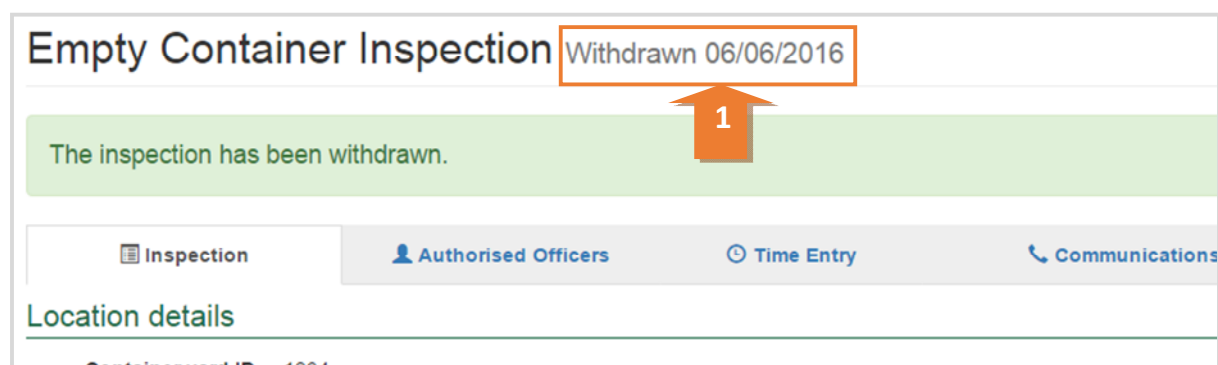 Empty Container Inspection Withdrawn 06/06/2016
1
The inspection has been withdrawn.
Inspection Authorised Officers Time Entry Communications
Location details